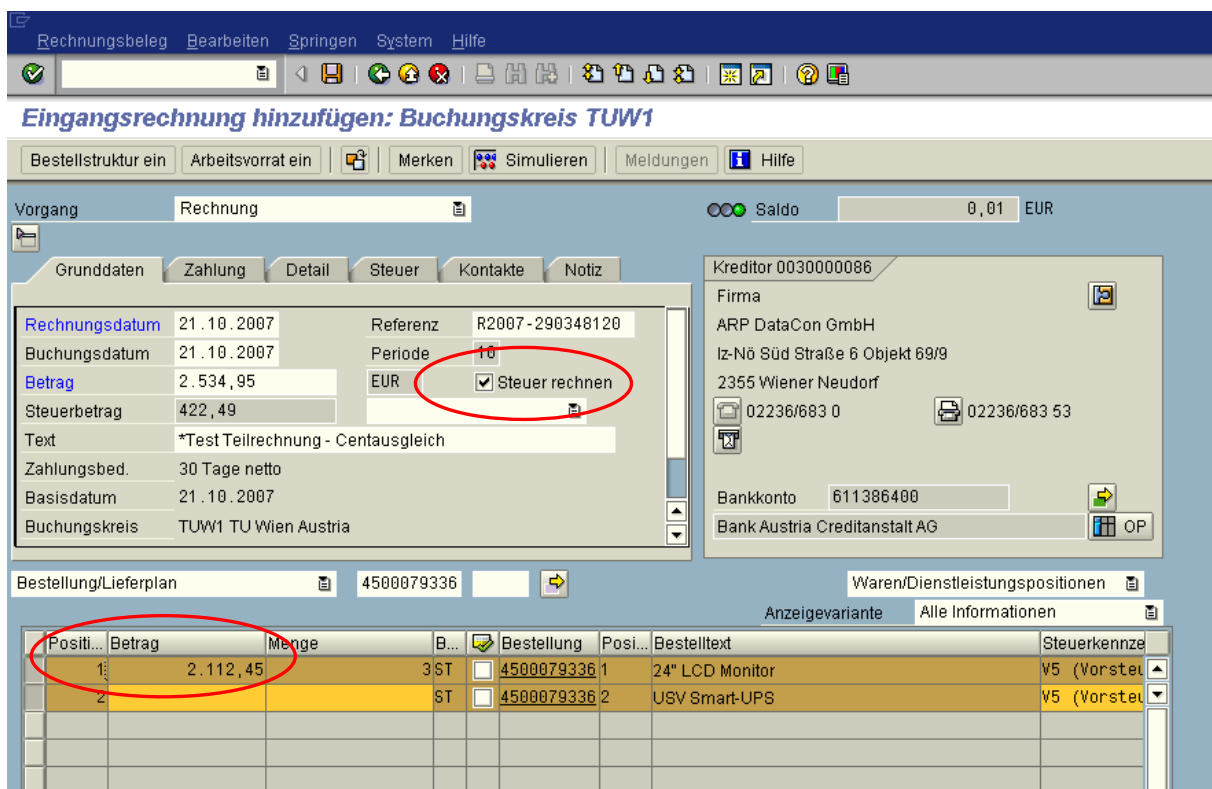 Rechnungsbeleg Bearbeiten Springen System Hilfe
Eingangsrechnung hinzufügen: Buchungskreis TUW1
Bestellstruktur ein Arbeitsvorrat ein Merken Simulieren Meldungen Hilfe
Vorgang Rechnung Saldo 0,01 EUR
Grunddaten Zahlung Detail Steuer Kontakte Notiz
Rechnungsdatum 21.10.2007 Referenz R2007-290348120
Buchungsdatum 21.10.2007 Periode 10
Betrag 2.534,95 EUR Steuer rechnen
Steuerbetrag 422,49
Text *Test Teilrechnung - Centausgleich
Zahlungsbed. 30 Tage netto
Basisdatum 21.10.2007
Buchungskreis TUW1 TU Wien Austria
Kreditor 0030000086
Firma
ARP DataCon GmbH
Iz-Nö Süd Straße 6 Objekt 69/9
2355 Wiener Neudorf
02236/683 0 02236/683 53
Bankkonto 611386400
Bank Austria Creditanstalt AG OP
Bestellung/Lieferplan 4500079336 Waren/Dienstleistungspositionen
Anzeigevariante Alle Informationen
Positi... Betrag Menge B... Bestellung Posi... Bestelltext Steuerkennze
1 2.112,45 3 ST 4500079336 1 24" LCD Monitor V5 (Vorsteu
2 ST 4500079336 2 USV Smart-UPS V5 (Vorsteu